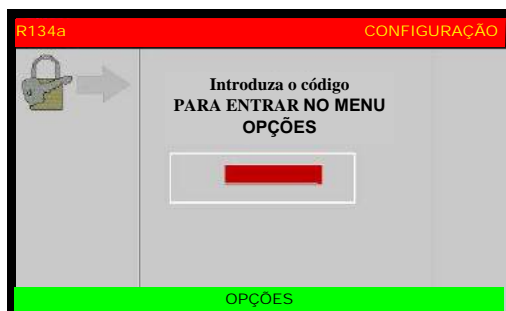 R134a CONFIGURAÇÃO
Introduza o código
PARA ENTRAR NO MENU
OPÇÕES
OPÇÕES